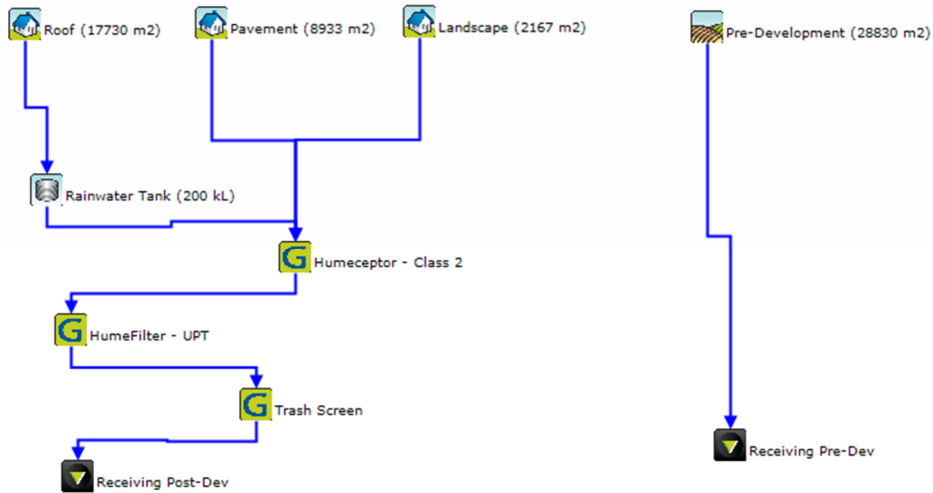 Roof (17730 m2)
Pavement (8933 m2)
Landscape (2167 m2)
Pre-Development (28830 m2)
Rainwater Tank (200 kL)
G
Humeceptor - Class 2
G
HumeFilter - UPT
G
Trash Screen
Receiving Pre-Dev
Receiving Post-Dev